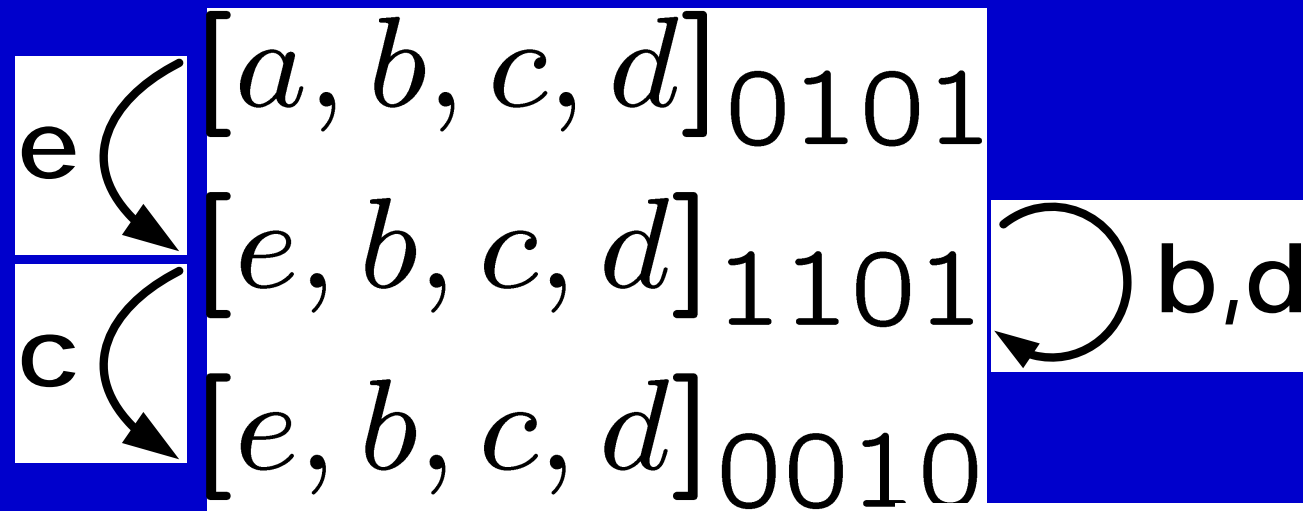 [a, b, c, d]0101
e
[e, b, c, d]1101
b,d
c
[e, b, c, d]0010